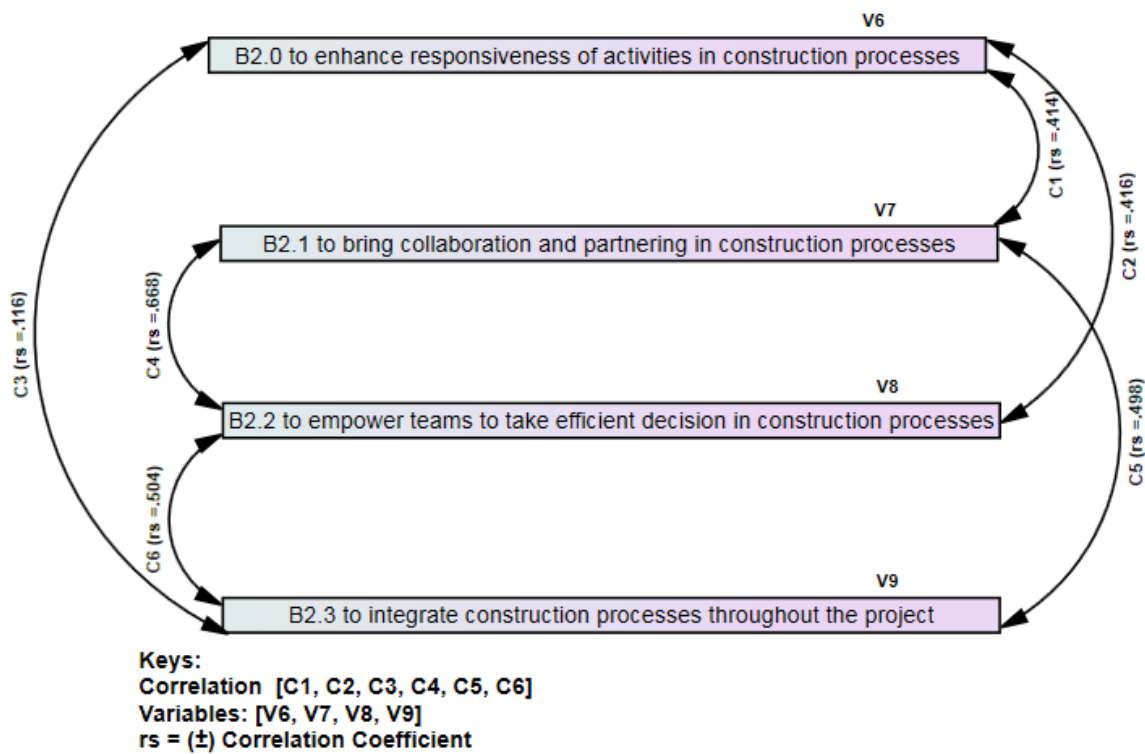 V6
B2.0 to enhance responsiveness of activities in construction processes
C1 (rs =.414)
C2 (rs =.416)
V7
B2.1 to bring collaboration and partnering in construction processes
C3 (rs =.116)
C4 (rs =.668)
V8
B2.2 to empower teams to take efficient decision in construction processes
C5 (rs =.498)
C6 (rs =.504)
V9
B2.3 to integrate construction processes throughout the project
Keys:
Correlation [C1, C2, C3, C4, C5, C6]
Variables: [V6, V7, V8, V9]
rs = (±) Correlation Coefficient